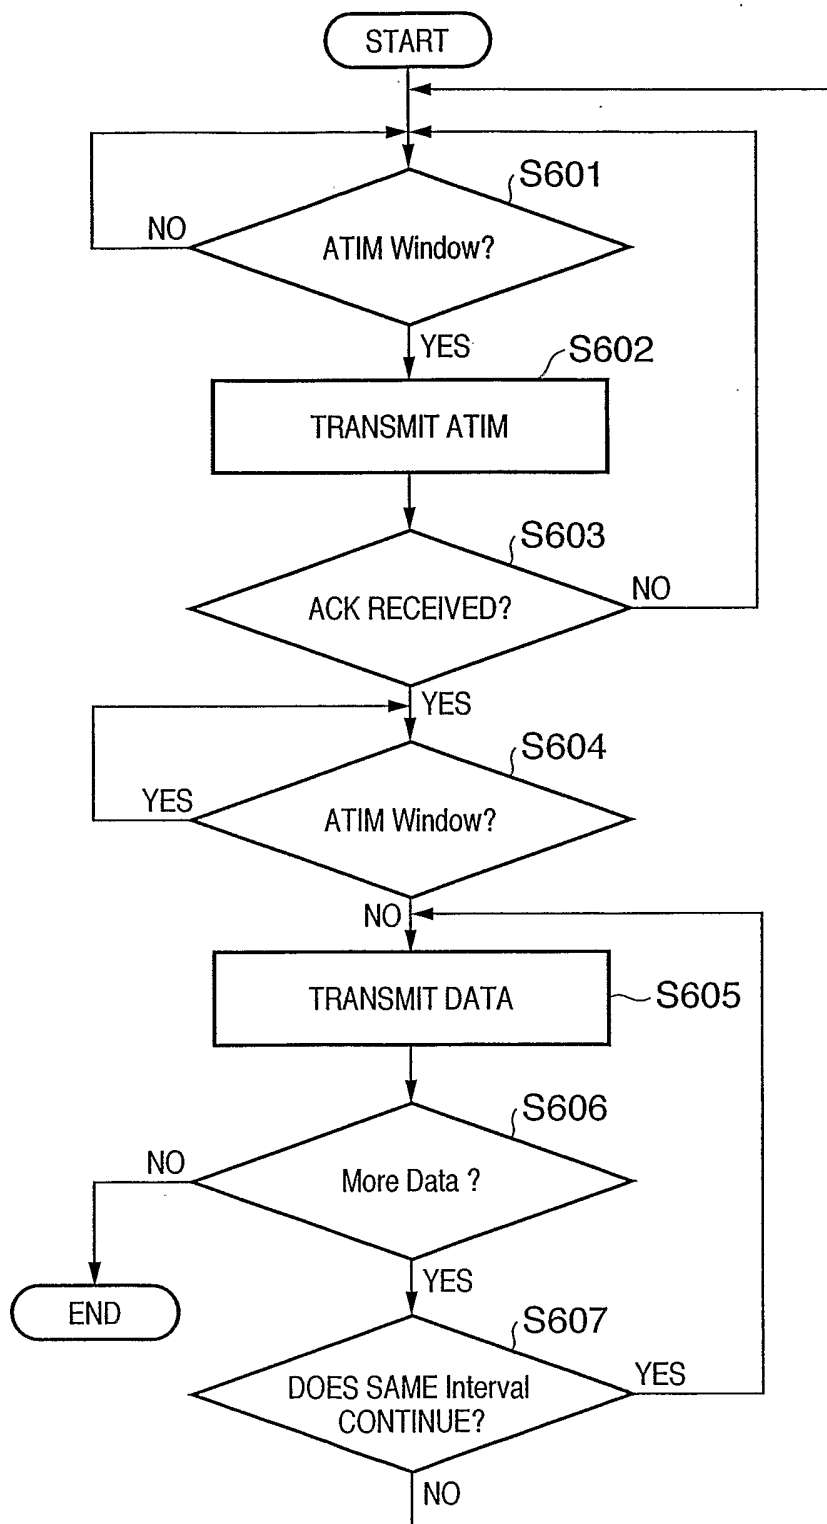 START
S601
NO
ATIM Window?
YES
S602
TRANSMIT ATIM
S603
ACK RECEIVED?
NO
YES
S604
YES
ATIM Window?
NO
TRANSMIT DATA
S605
S606
NO
More Data ?
YES
END
S607
DOES SAME Interval
CONTINUE?
YES
NO